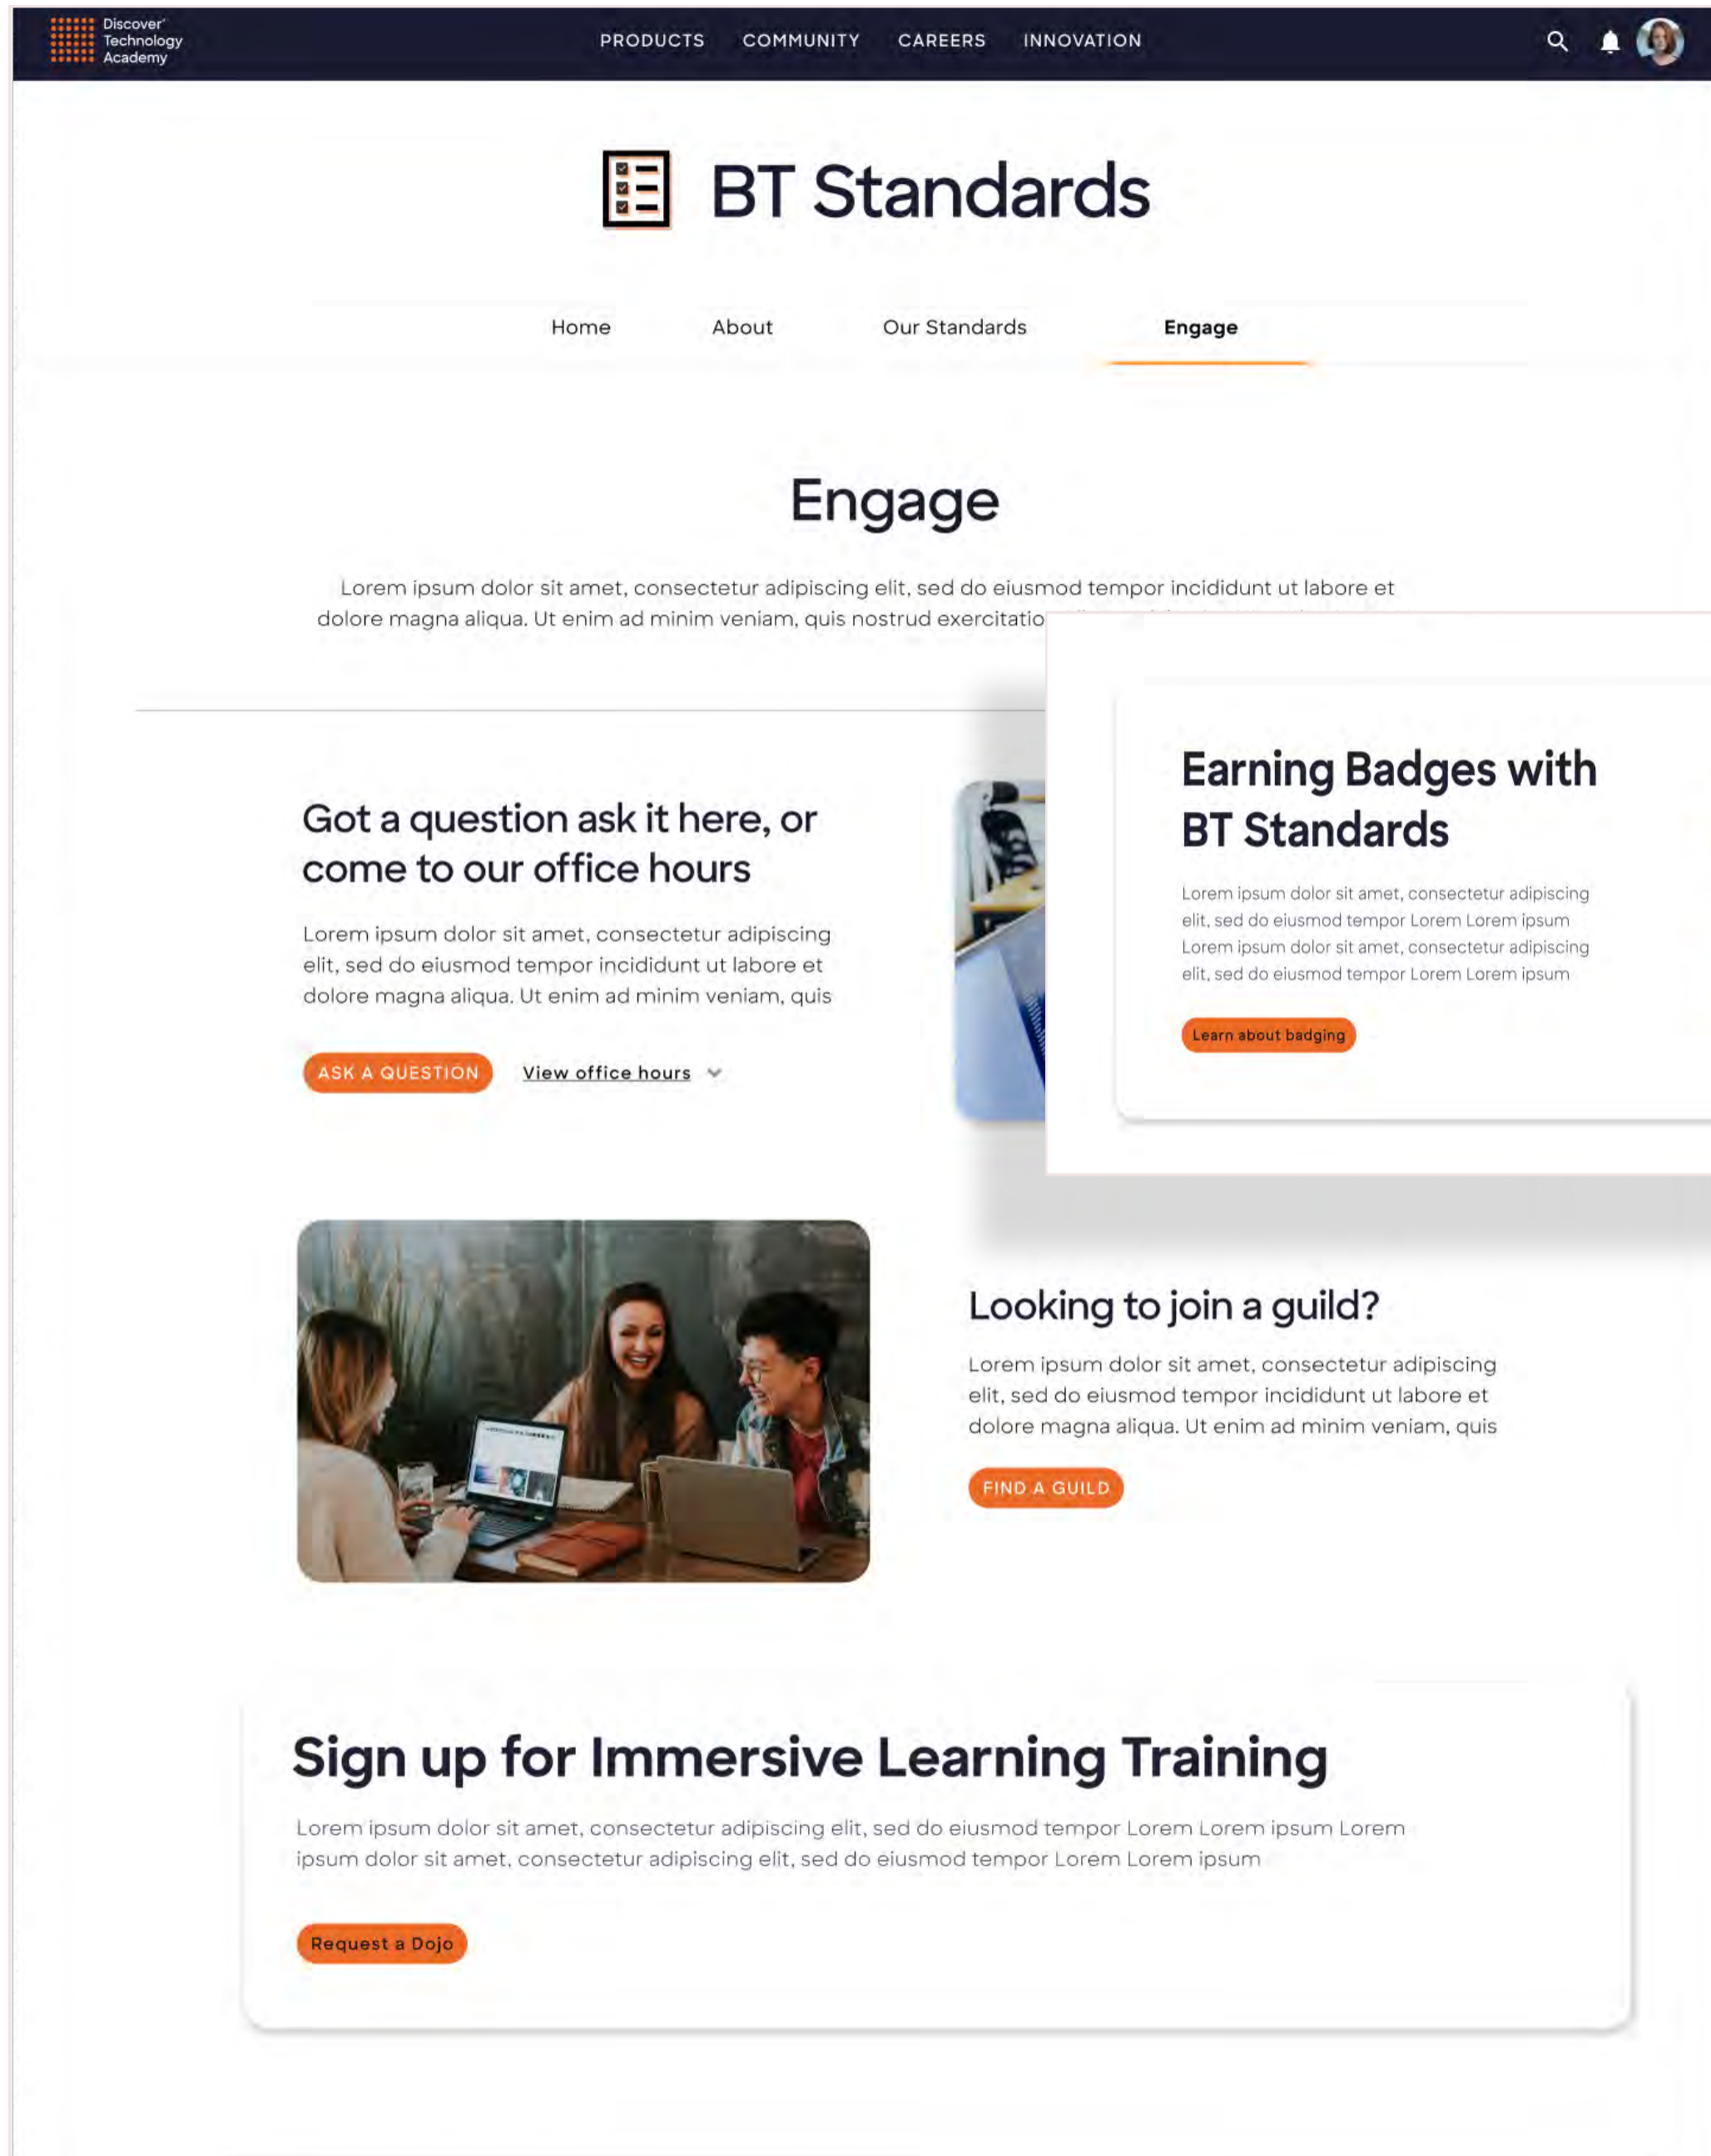 Discover®
Technology
Academy
PRODUCTS COMMUNITY CAREERS INNOVATION
BT Standards
Home About Our Standards Engage
Engage
Lorem ipsum dolor sit amet, consectetur adipiscing elit, sed do eiusmod tempor incididunt ut labore et
dolore magna aliqua. Ut enim ad minim veniam, quis nostrud
Got a question ask it here, or
come to our office hours
Lorem ipsum dolor sit amet, consectetur adipiscing
elit, sed do eiusmod tempor incididunt ut labore et
dolore magna aliqua. Ut enim ad minim veniam, quis
ASK A QUESTION View office hours
Earning Badges with
BT Standards
Lorem ipsum dolor sit amet, consectetur adipiscing
elit, sed do eiusmod tempor Lorem Lorem ipsum
Lorem ipsum dolor sit amet, consectetur adipiscing
elit, sed do eiusmod tempor Lorem Lorem ipsum
Learn about badging
Looking to join a guild?
Lorem ipsum dolor sit amet, consectetur adipiscing
elit, sed do eiusmod tempor incididunt ut labore et
dolore magna aliqua. Ut enim ad minim veniam, quis
FIND A GUILD
Sign up for Immersive Learning Training
Lorem ipsum dolor sit amet, consectetur adipiscing elit, sed do eiusmod tempor Lorem Lorem ipsum Lorem
ipsum dolor sit amet, consectetur adipiscing elit, sed do eiusmod tempor Lorem Lorem ipsum
Request a Dojo